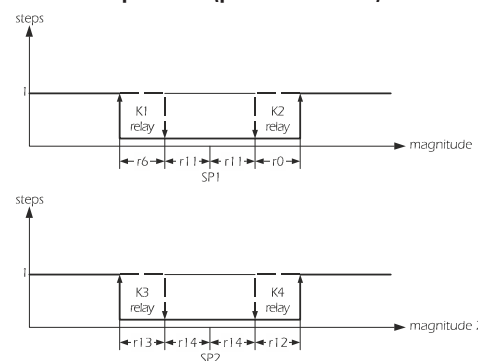 steps
1
K1
relay
K2
relay
magnitude
r6 r11 r11 r0
SP1
steps
1
K3
relay
K4
relay
magnitude 2
r13 r14 r14 r12
SP2